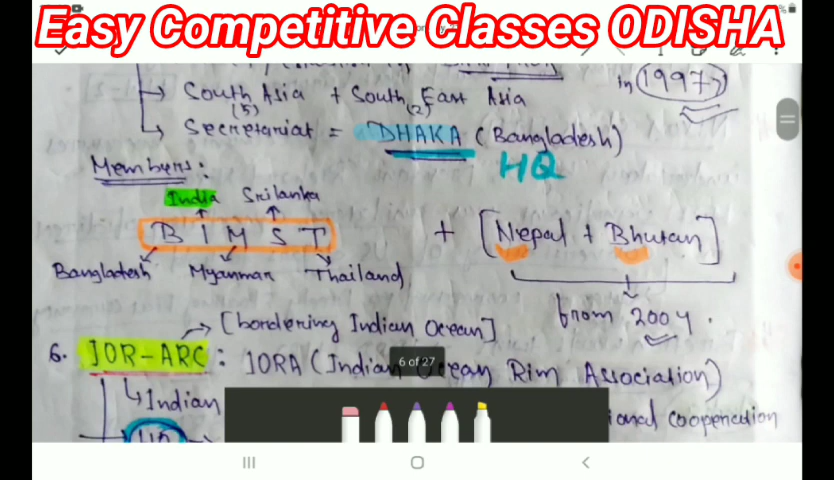 Easy Competitive Classes ODISHA
in 1997
→ South Asia + South East Asia
(5) (2)
→ Secretariat = DHAKA (Bangladesh)
HQ
Members:
India Srilanka
B I M S T + [Nepal + Bhutan]
Bangladesh Myanmar Thailand
from 2004.
→ [bordering Indian Ocean]
6. IOR-ARC: IORA (Indian Ocean Rim Association)
6 of 27
Indian
cooperation
HQ